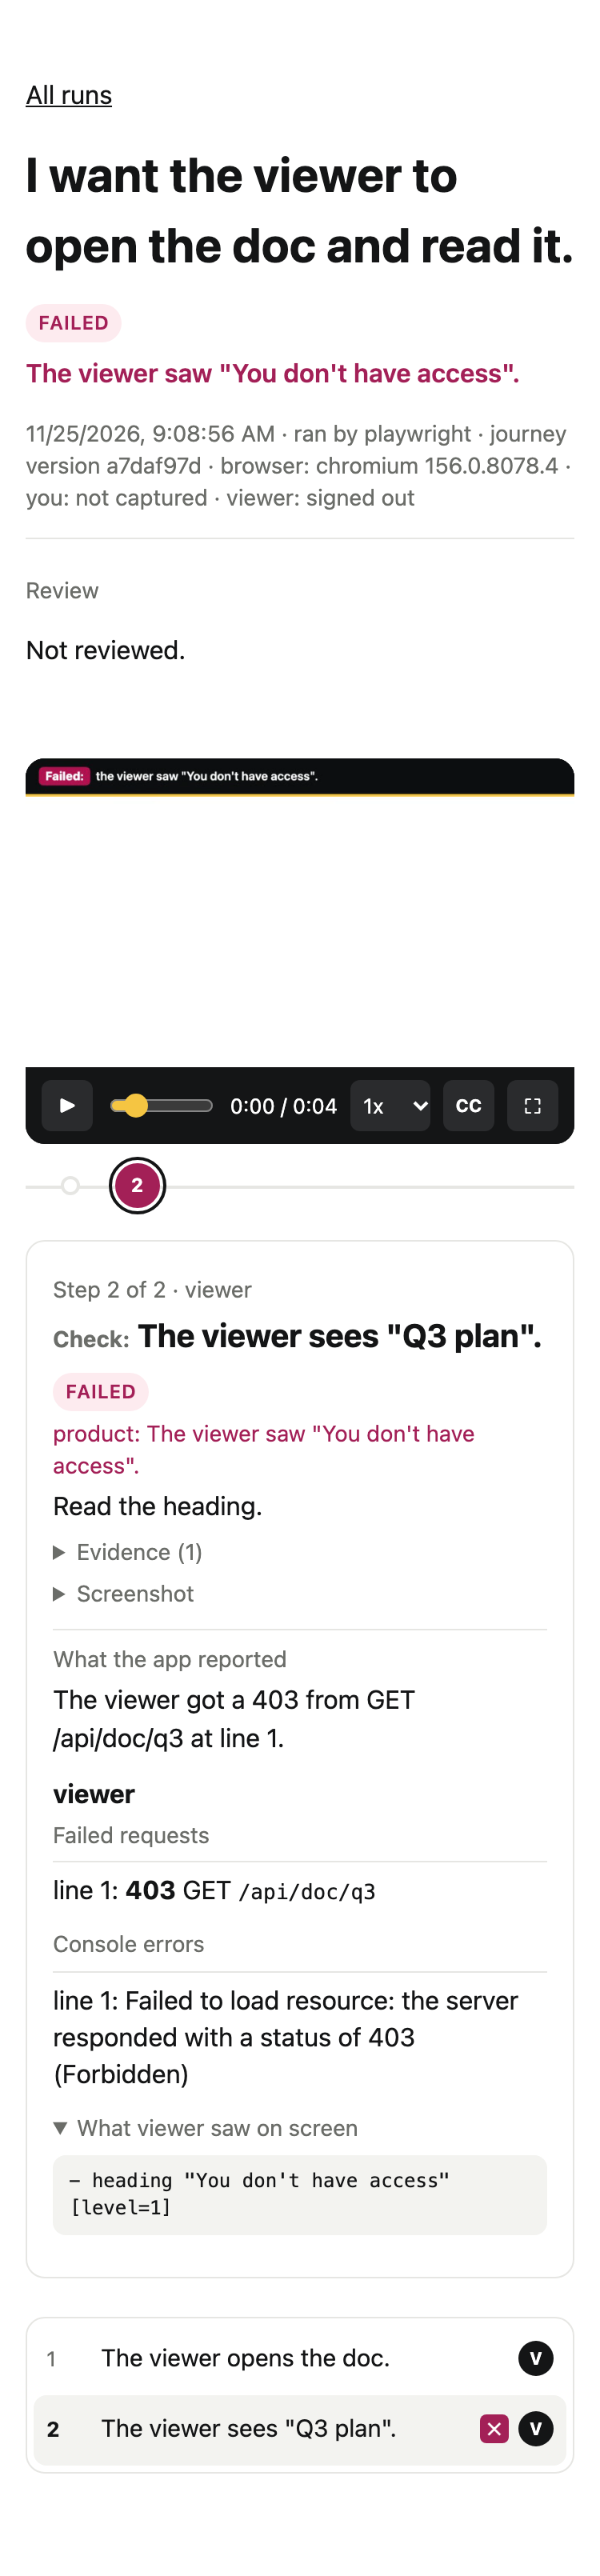 All runs
I want the viewer to
open the doc and read it.
FAILED
The viewer saw "You don't have access".
11/25/2026, 9:08:56 AM · ran by playwright · journey
version a7daf97d · browser: chromium 156.0.8078.4 ·
you: not captured · viewer: signed out
Review
Not reviewed.
Failed: the viewer saw "You don't have access".
0:00 / 0:04 1x CC
2
Step 2 of 2 · viewer
Check: The viewer sees "Q3 plan".
FAILED
product: The viewer saw "You don't have
access".
Read the heading.
Evidence (1)
Screenshot
What the app reported
The viewer got a 403 from GET
/api/doc/q3 at line 1.
viewer
Failed requests
line 1: 403 GET /api/doc/q3
Console errors
line 1: Failed to load resource: the server
responded with a status of 403
(Forbidden)
What viewer saw on screen
- heading "You don't have access"
[level=1]
1 The viewer opens the doc. V
2 The viewer sees "Q3 plan". V